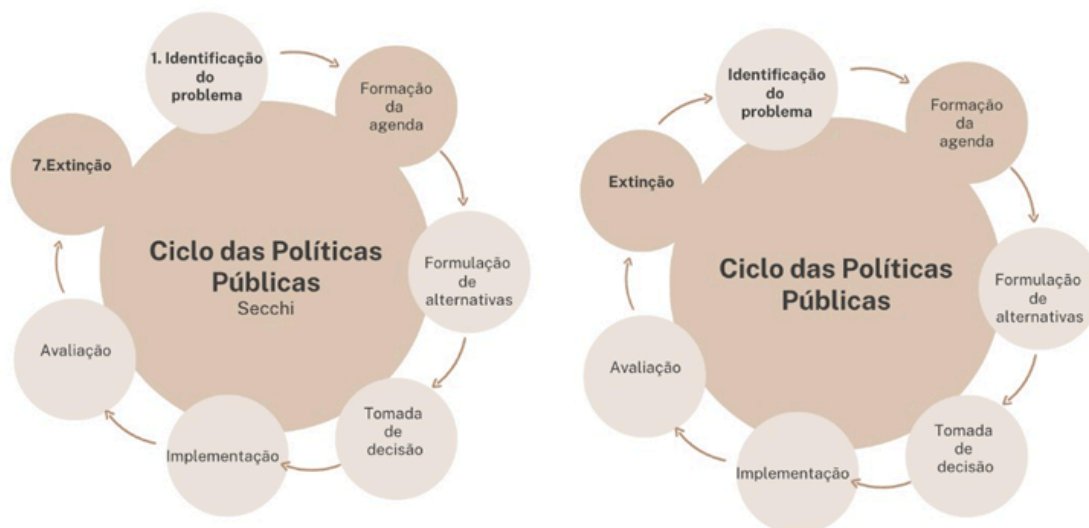 1. Identificação
do
problema
Formação
da
agenda
Formulação
de
alternativas
Tomada
de
decisão
Implementação
Avaliação
7.Extinção
Ciclo das Políticas
Públicas
Secchi
Identificação
do
problema
Formação
da
agenda
Formulação
de
alternativas
Tomada
de
decisão
Implementação
Avaliação
Extinção
Ciclo das Políticas
Públicas